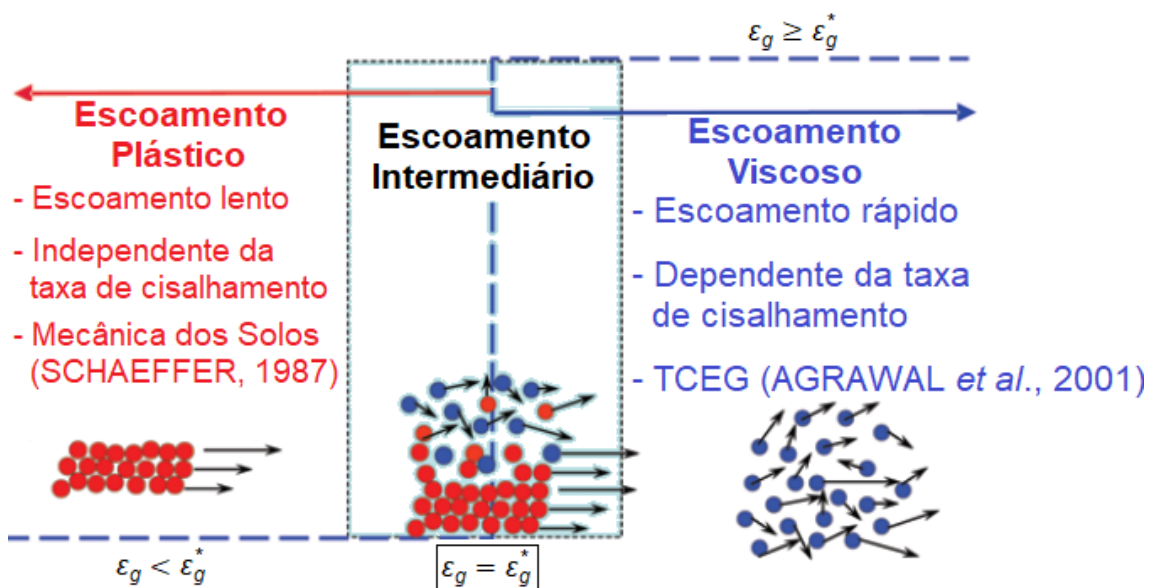 εg ≥ εg*
Escoamento
Plástico
- Escoamento lento
- Independente da
taxa de cisalhamento
- Mecânica dos Solos
(SCHAEFFER, 1987)
Escoamento
Intermediário
Escoamento
Viscoso
- Escoamento rápido
- Dependente da taxa
de cisalhamento
- TCEG (AGRAWAL et al., 2001)
εg < εg*
εg = εg*